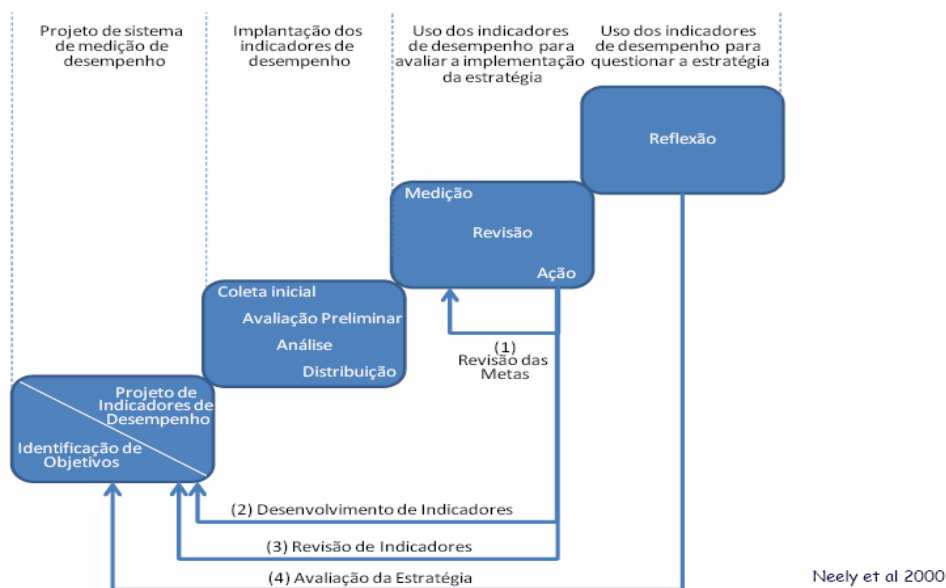 Projeto de sistema
de medição de
desempenho
Implantação dos
indicadores de
desempenho
Uso dos indicadores
de desempenho para
avaliar a implementação
da estratégia
Uso dos indicadores
de desempenho para
questionar a estratégia
Reflexão
Medição
Revisão
Ação
Coleta inicial
Avaliação Preliminar
Análise
Distribuição
(1)
Revisão das
Metas
Projeto de
Indicadores de
Desempenho
Identificação de
Objetivos
(2) Desenvolvimento de Indicadores
(3) Revisão de Indicadores
(4) Avaliação da Estratégia
Neely et al 2000